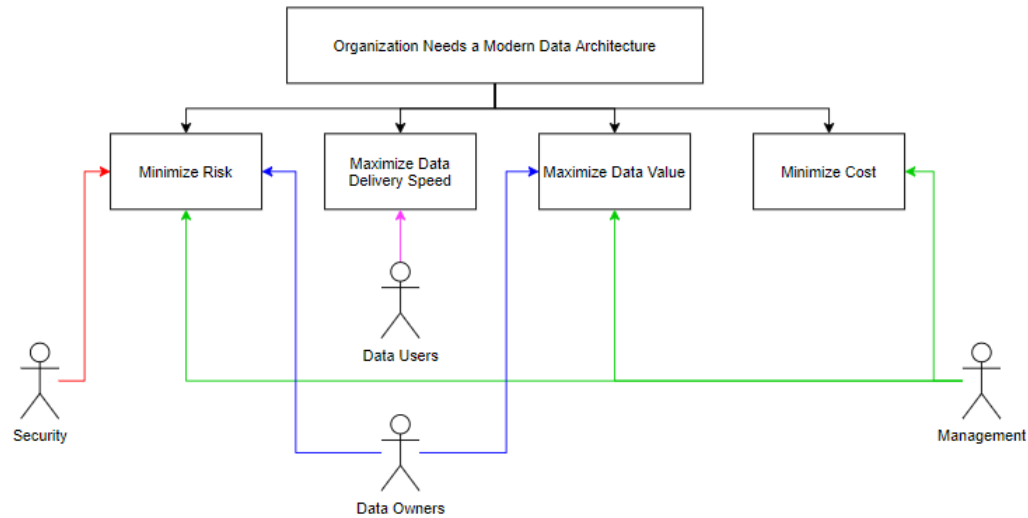 Organization Needs a Modern Data Architecture
Minimize Risk
Maximize Data
Delivery Speed
Maximize Data Value
Minimize Cost
Data Users
Security
Management
Data Owners